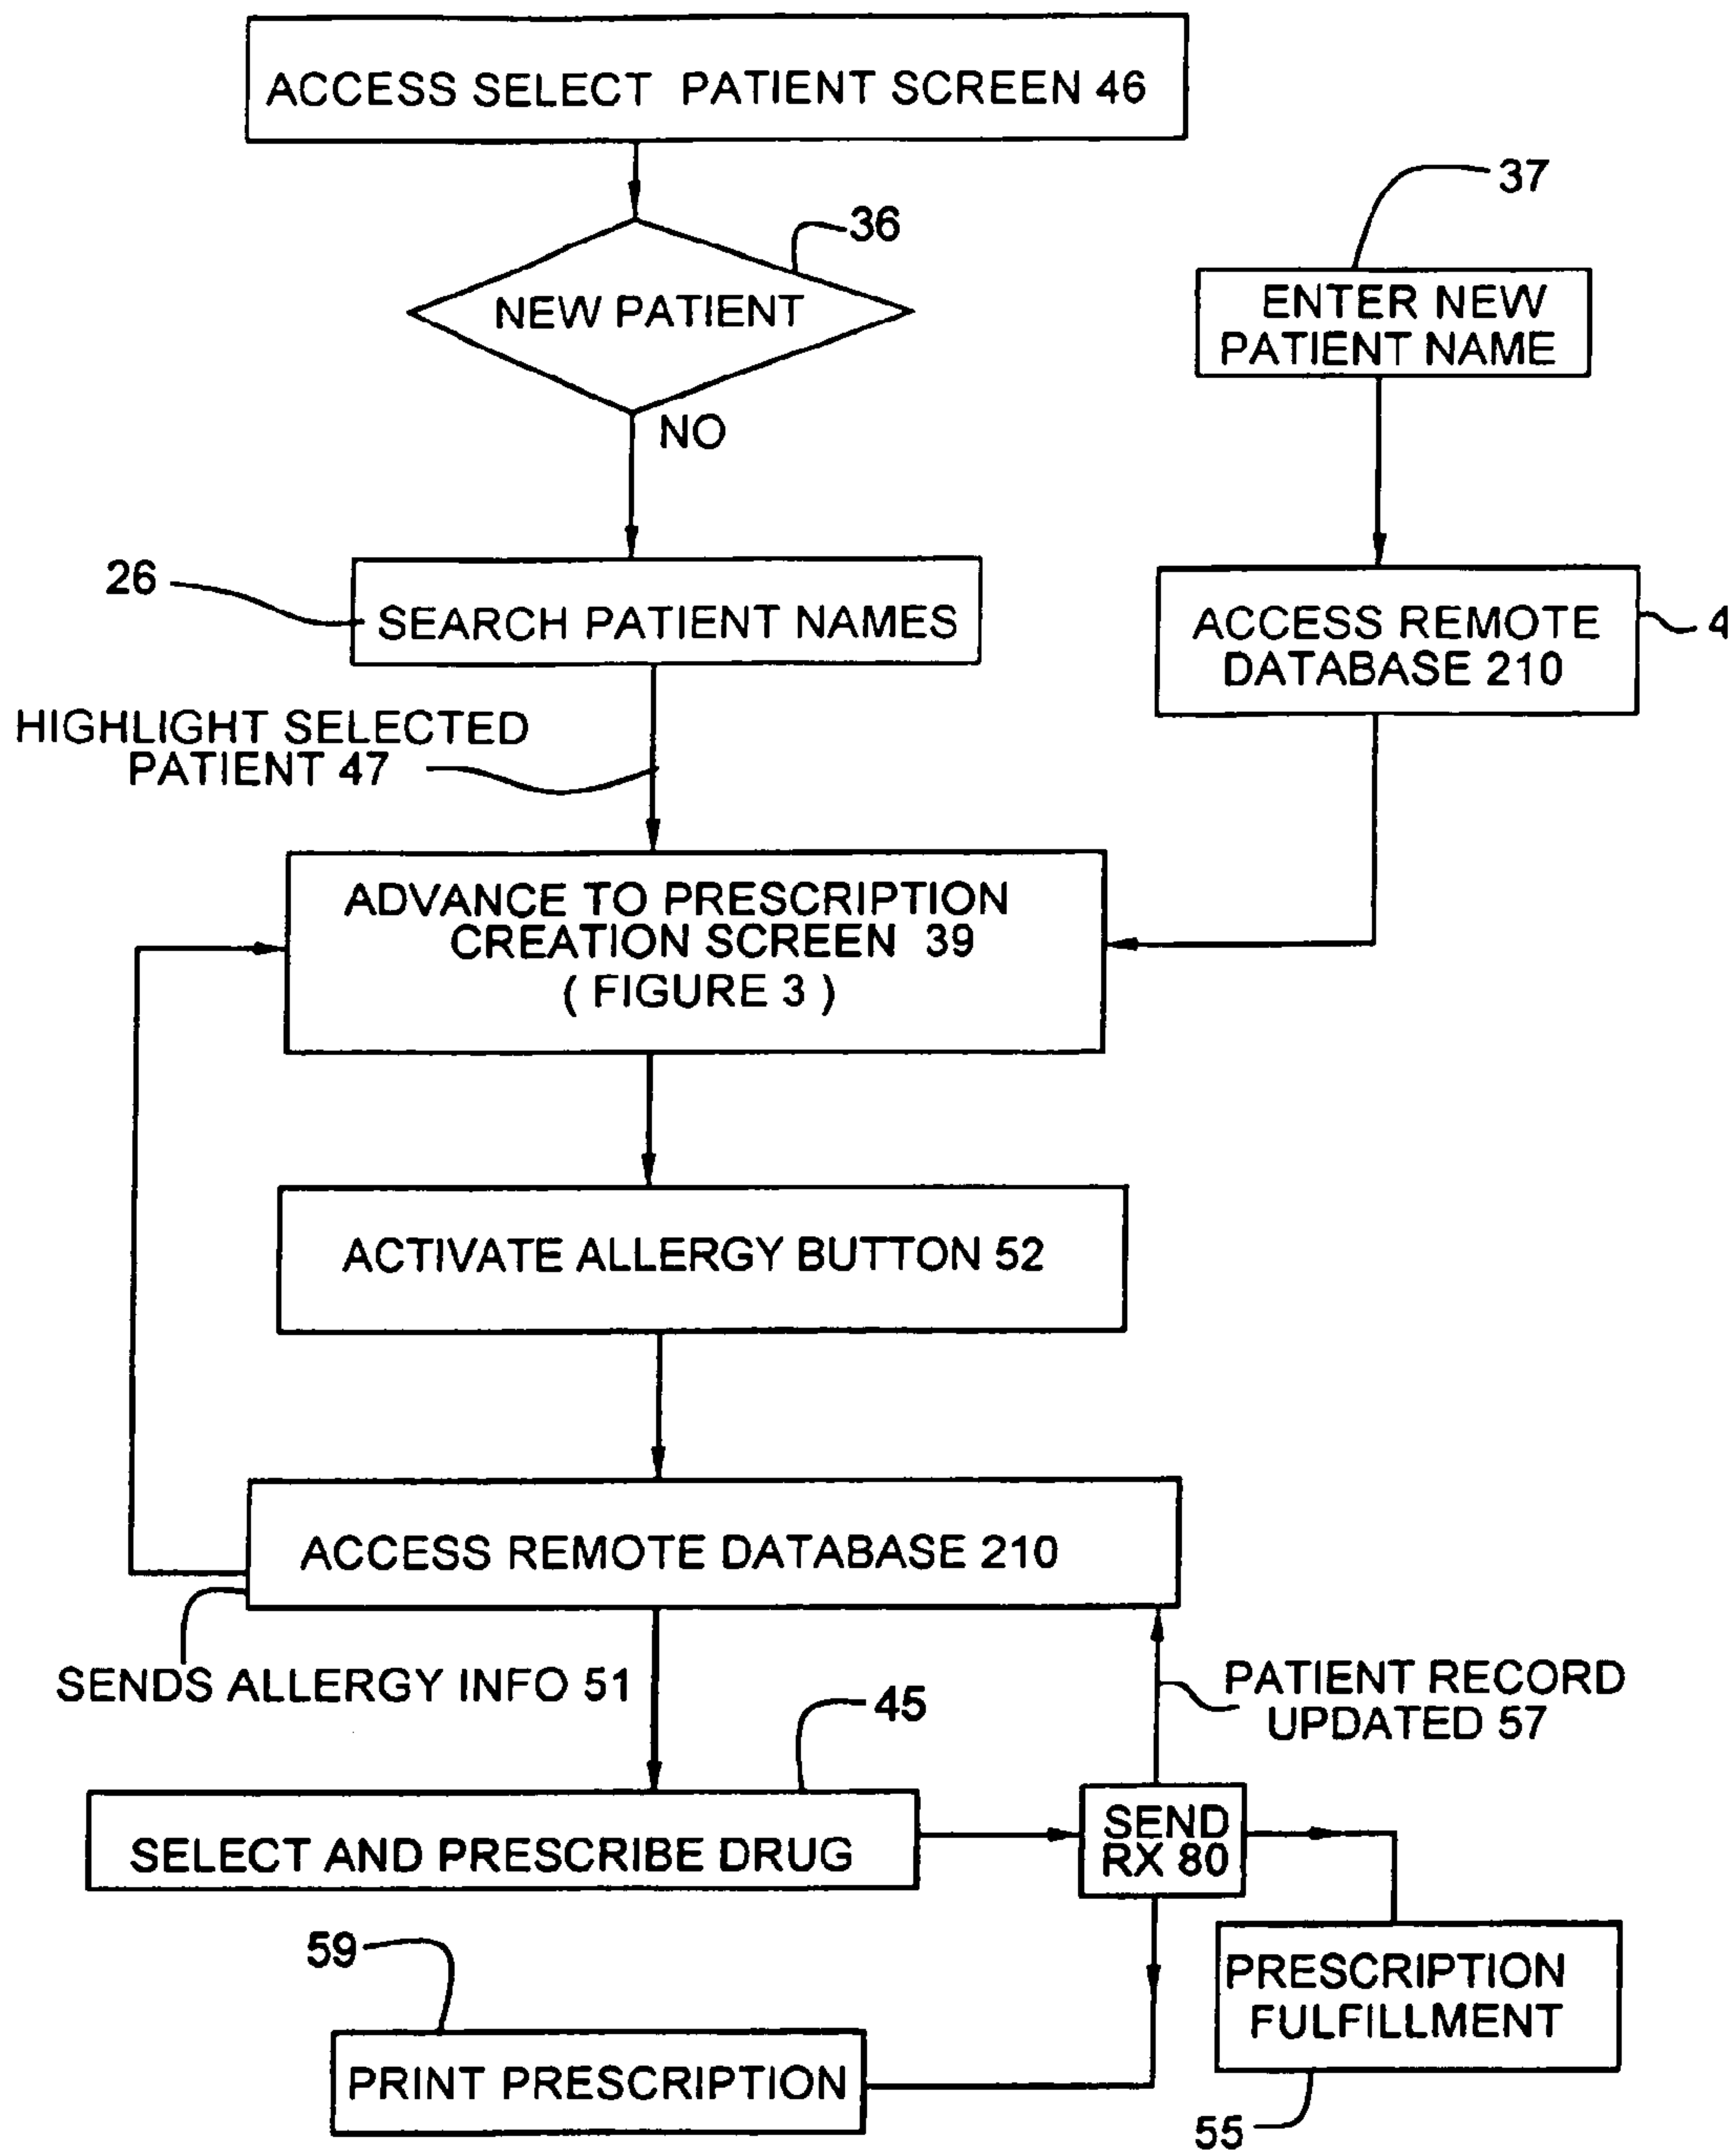 ACCESS SELECT PATIENT SCREEN 46
36
NEW PATIENT
NO
37
ENTER NEW
PATIENT NAME
26
SEARCH PATIENT NAMES
ACCESS REMOTE
DATABASE 210
4
HIGHLIGHT SELECTED
PATIENT 47
ADVANCE TO PRESCRIPTION
CREATION SCREEN 39
( FIGURE 3 )
ACTIVATE ALLERGY BUTTON 52
ACCESS REMOTE DATABASE 210
SENDS ALLERGY INFO 51
PATIENT RECORD
UPDATED 57
45
SELECT AND PRESCRIBE DRUG
SEND
RX 80
59
PRINT PRESCRIPTION
PRESCRIPTION
FULFILLMENT
55